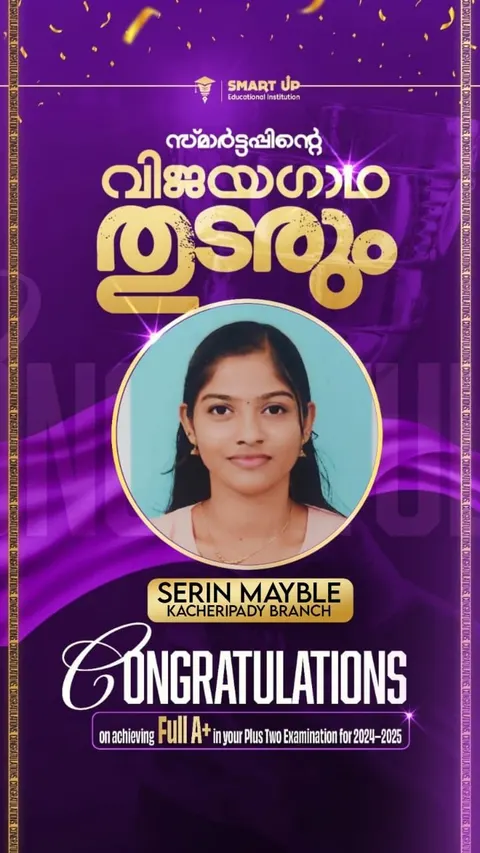 SMART UP
Educational Institution
സ്മാർട്ടപ്പിന്റെ
വിജയഗാഥ
തുടരും
SERIN MAYBLE
KACHERIPADY BRANCH
CONGRATULATIONS
on achieving Full A+ in your Plus Two Examination for 2024–2025